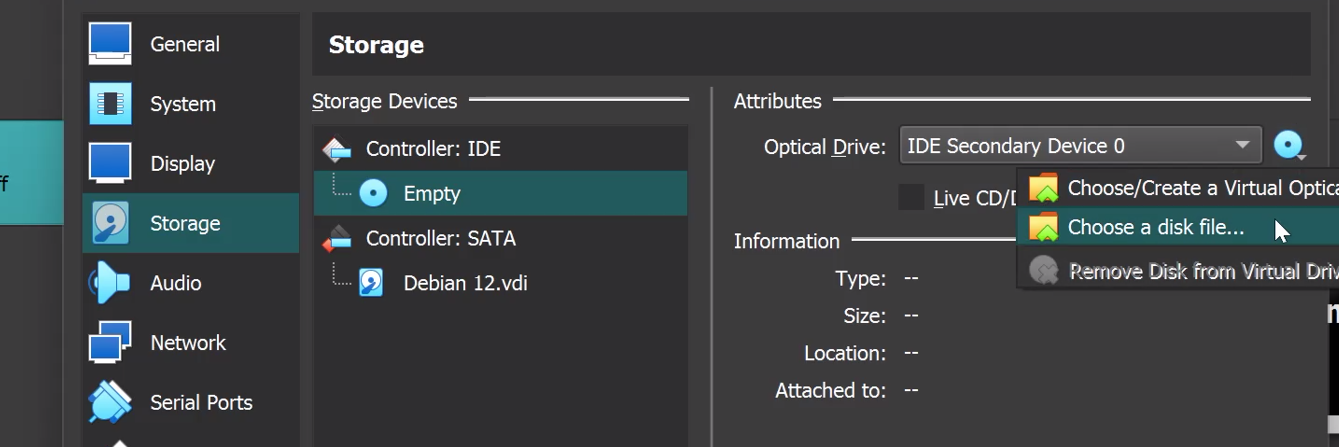 General
System
Display
Storage
Audio
Network
Serial Ports
Storage
Storage Devices
Controller: IDE
Empty
Controller: SATA
Debian 12.vdi
Attributes
Optical Drive: IDE Secondary Device 0
Live CD/
Choose/Create a Virtual Optica
Choose a disk file...
Remove Disk from Virtual Driv
Information
Type: --
Size: --
Location: --
Attached to: --